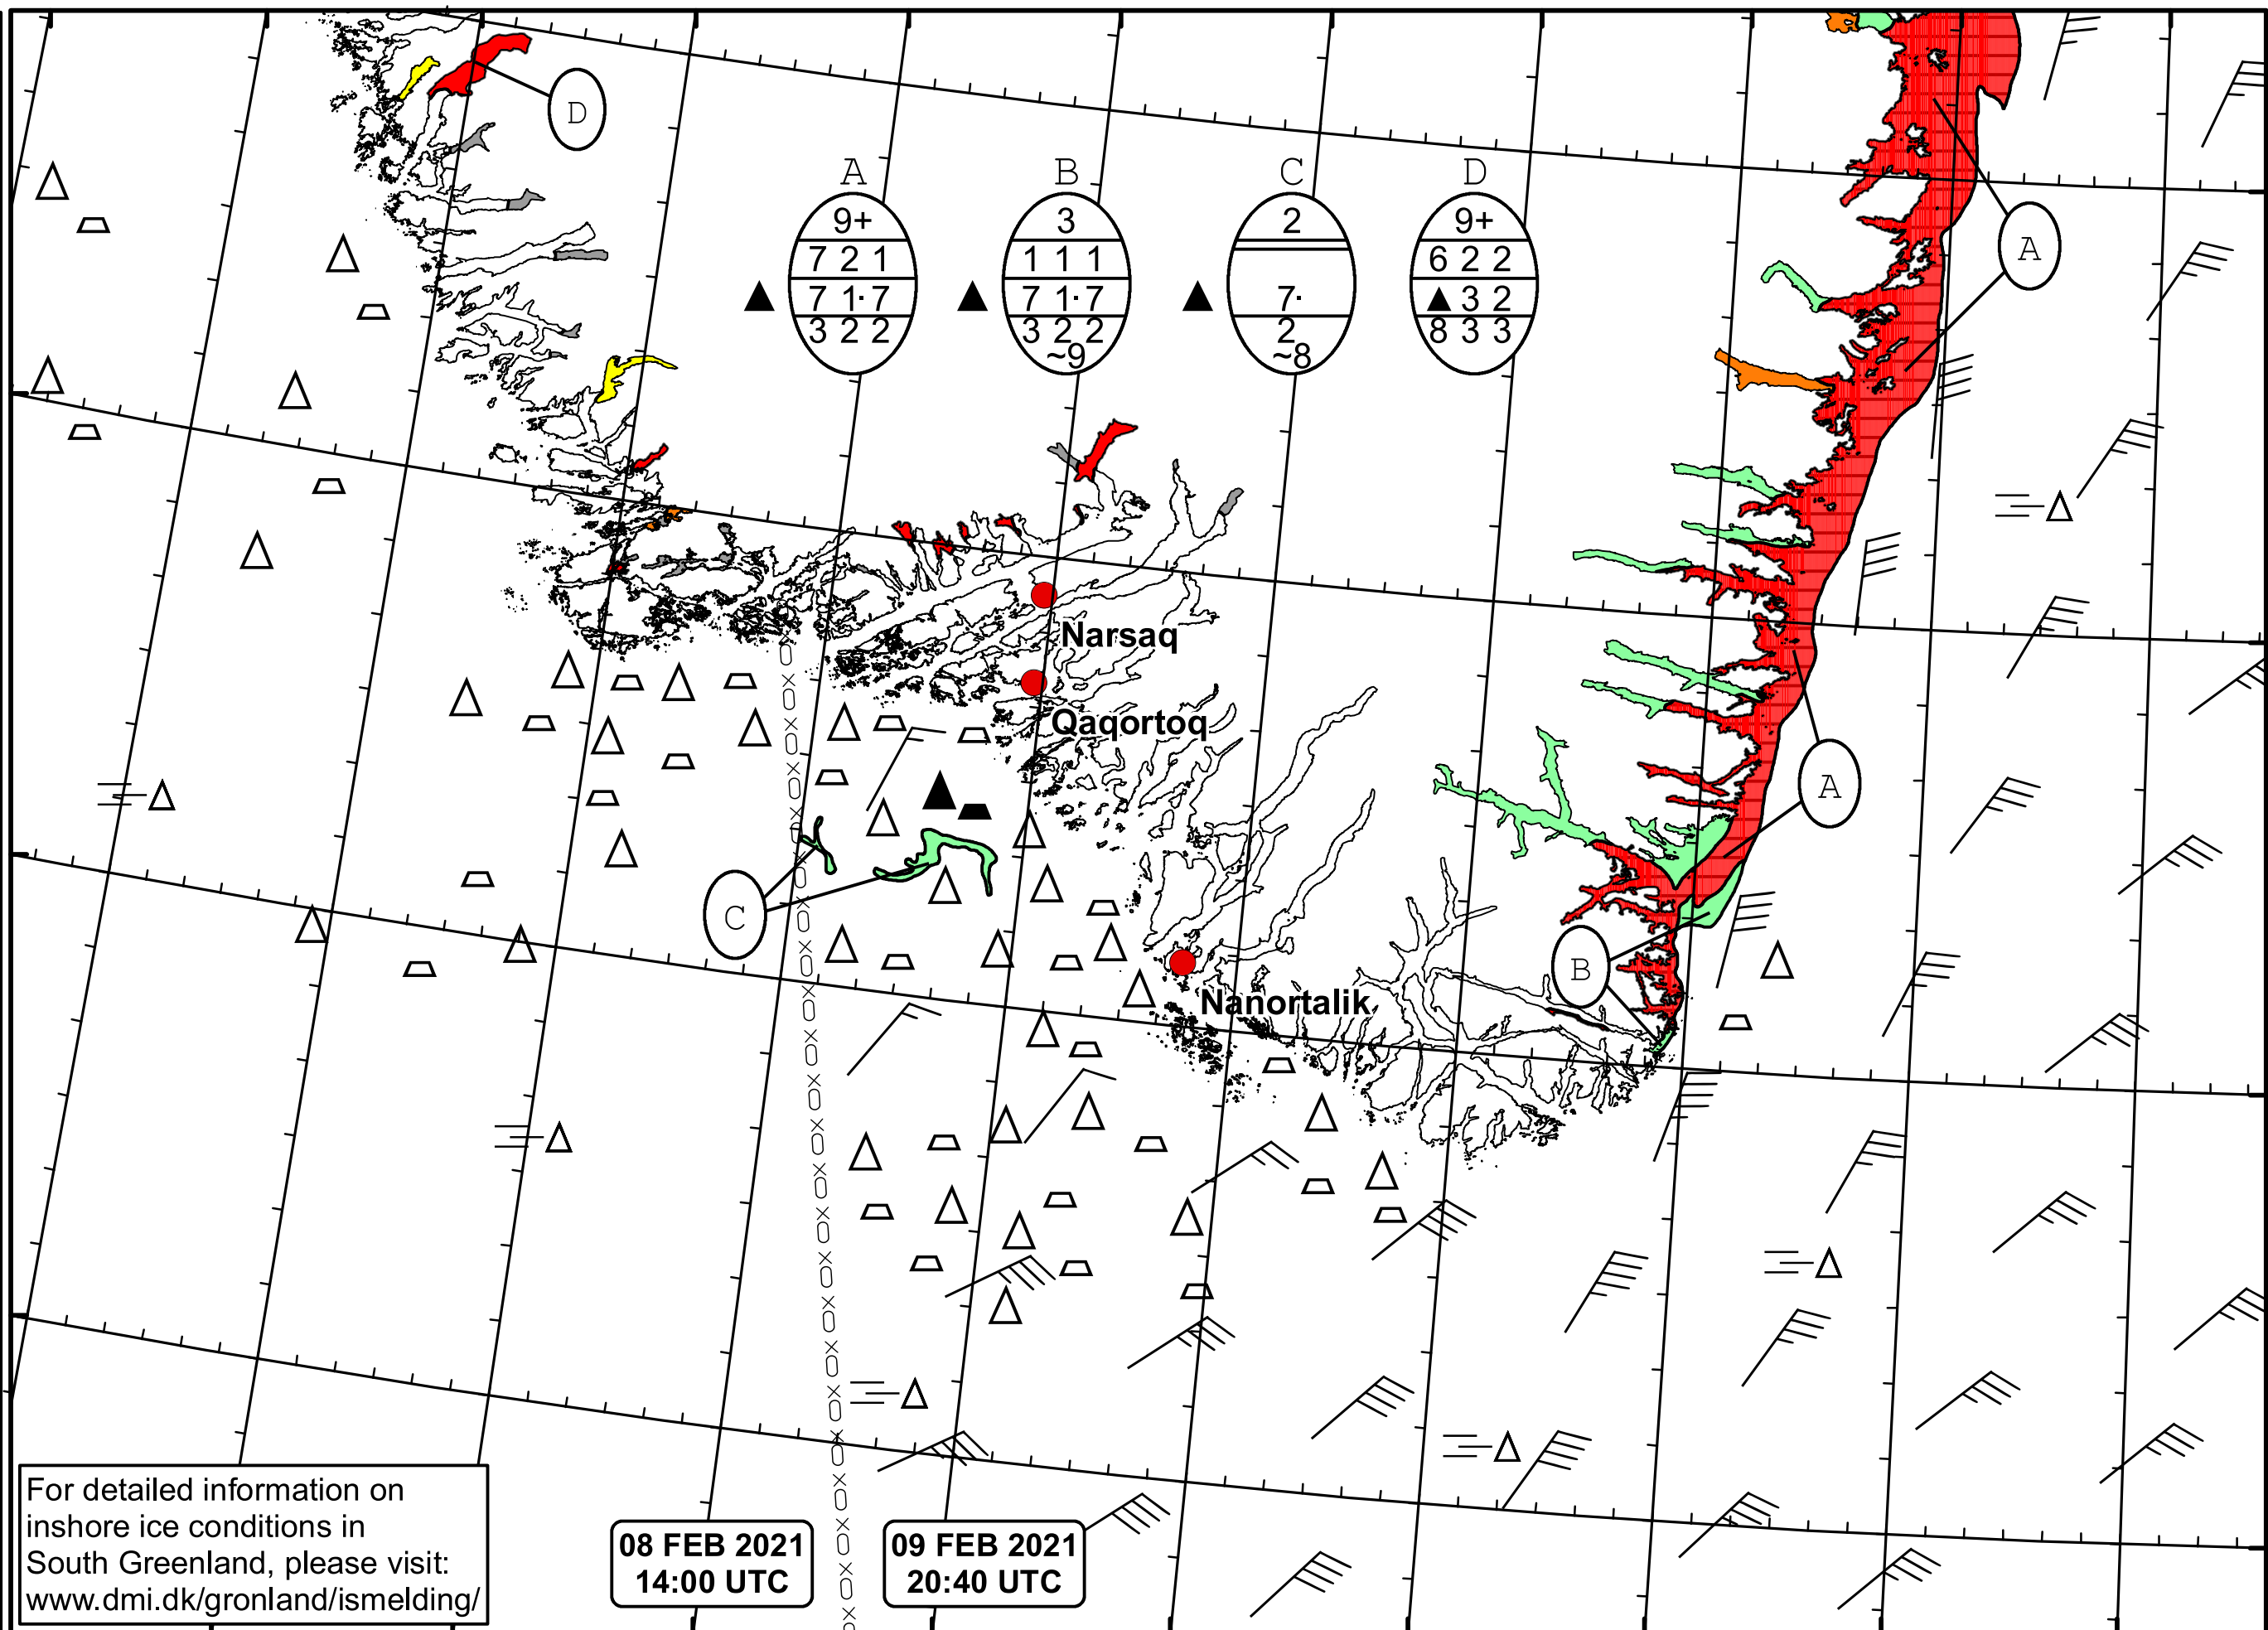 D
A B C D
9+ 3 2 9+
7 2 1 1 1 1 6 2 2
▲ 7 1· 7 ▲ 7 1· 7 ▲ 7· ▲ 3 2
3 2 2 3 2 2 2 8 3 3
~9 ~8
A
Narsaq
Qaqortoq
A
C
B
Nanortalik
For detailed information on
inshore ice conditions in
South Greenland, please visit:
www.dmi.dk/gronland/ismelding/
08 FEB 2021
14:00 UTC
09 FEB 2021
20:40 UTC